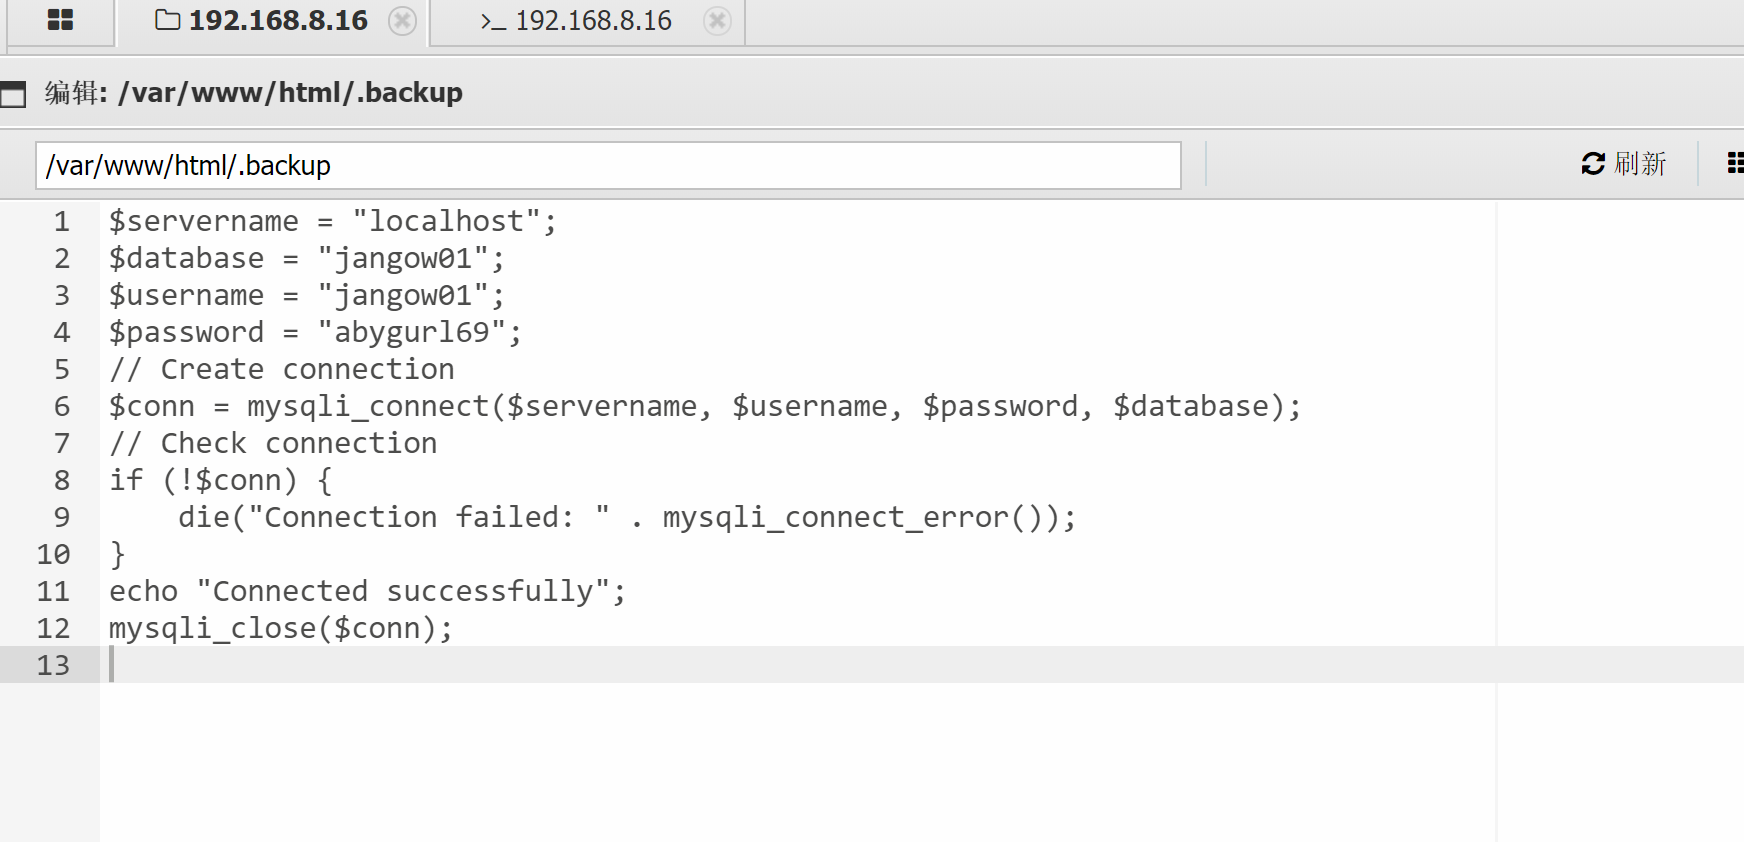 192.168.8.16 >_ 192.168.8.16
编辑: /var/www/html/.backup
/var/www/html/.backup 刷新
1 $servername = "localhost";
2 $database = "jangow01";
3 $username = "jangow01";
4 $password = "abygurl69";
5 // Create connection
6 $conn = mysqli_connect($servername, $username, $password, $database);
7 // Check connection
8 if (!$conn) {
9     die("Connection failed: " . mysqli_connect_error());
10 }
11 echo "Connected successfully";
12 mysqli_close($conn);
13